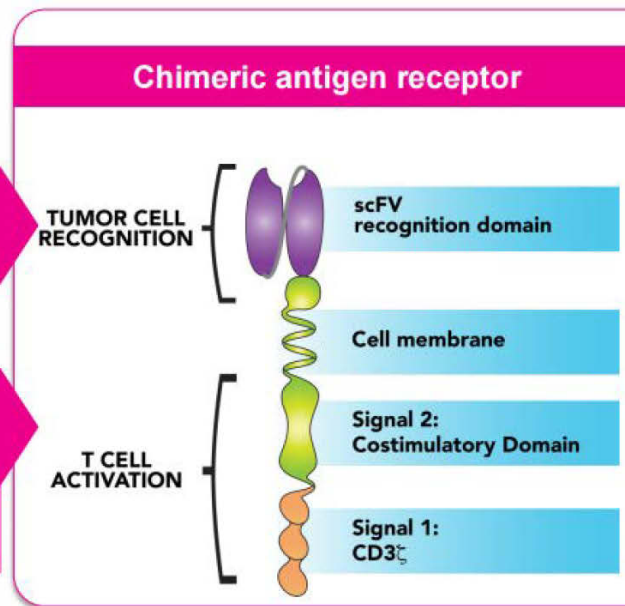 Chimeric antigen receptor
TUMOR CELL
RECOGNITION
scFV
recognition domain
Cell membrane
T CELL
ACTIVATION
Signal 2:
Costimulatory Domain
Signal 1:
CD3ζ